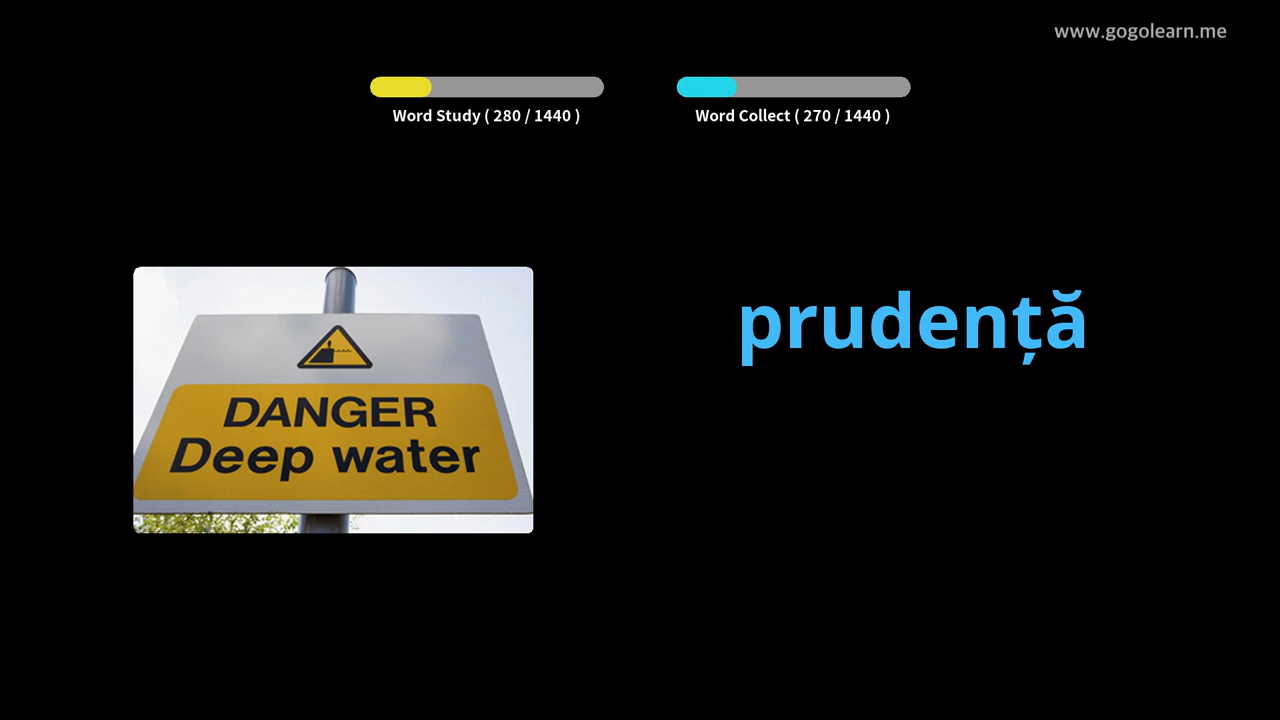 www.gogolearn.me
Word Study ( 280 / 1440 )
Word Collect ( 270 / 1440 )
DANGER
Deep water
prudență